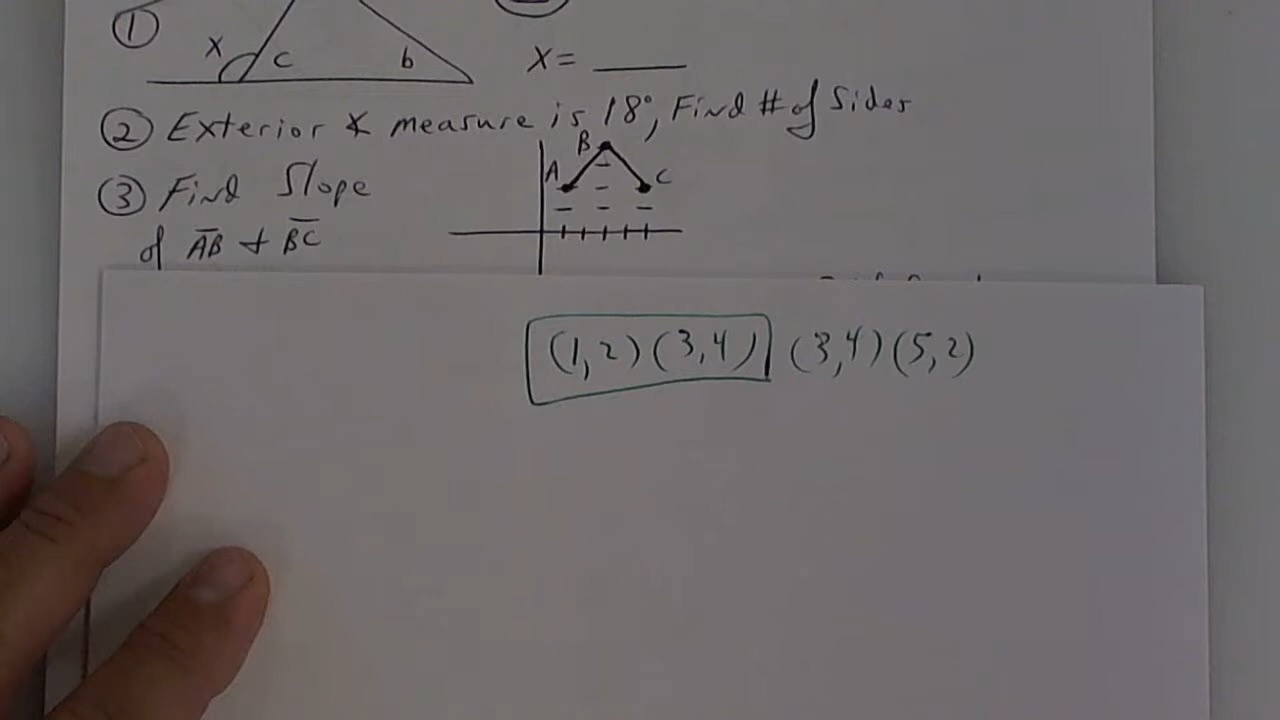 ① x c b x = ____
② Exterior ∡ measure is 18°, Find # of Sides
③ Find Slope
of AB + BC
A B C
(1,2) (3,4) (3,4) (5,2)